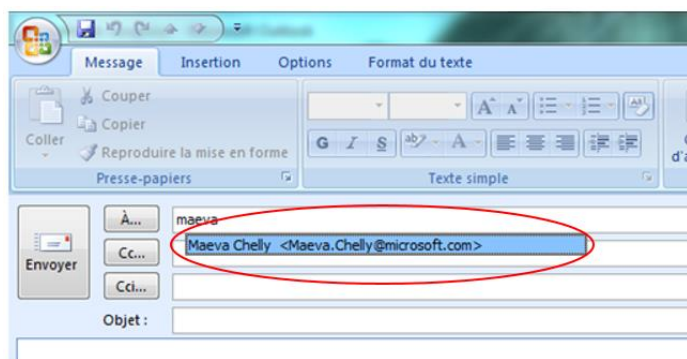 Message Insertion Options Format du texte
Couper
Copier
Coller
Reproduire la mise en forme
Presse-papiers
G I S ab A
A A
Texte simple
d'a
À... maeva
Maeva Chelly <Maeva.Chelly@microsoft.com>
Cc...
Envoyer
Cci...
Objet :